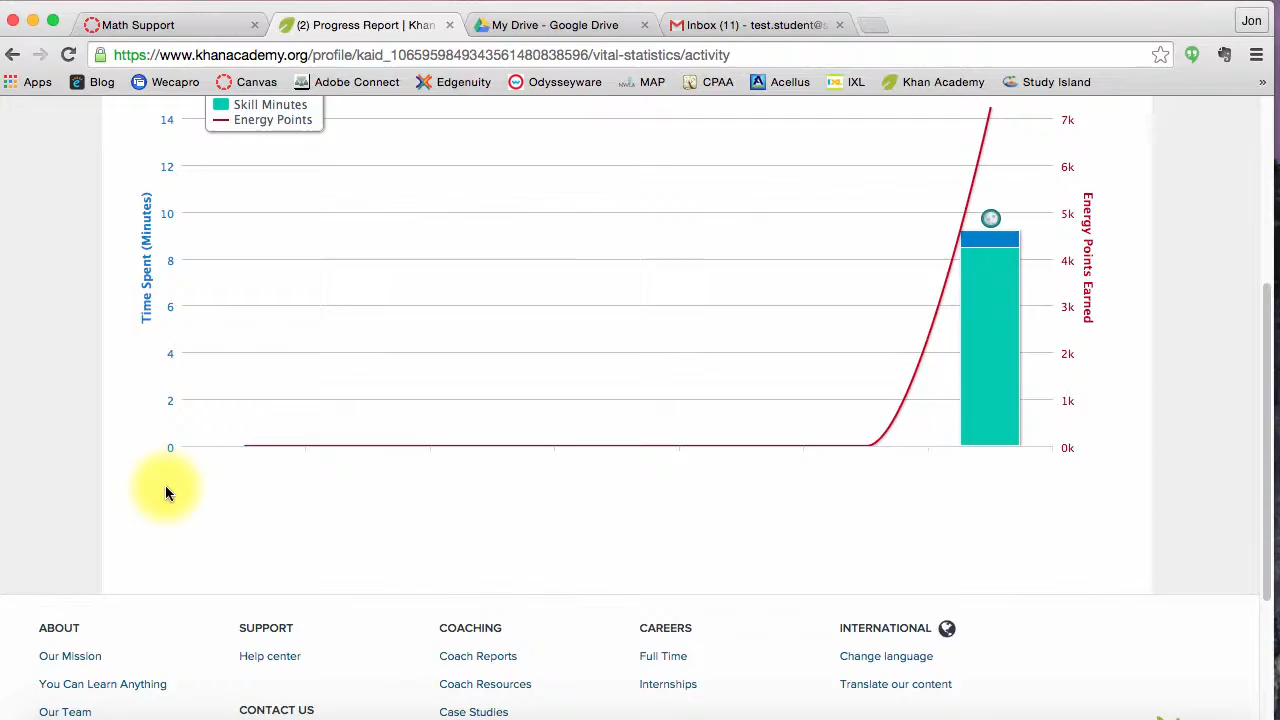 Math Support
(2) Progress Report | Khan
My Drive - Google Drive
Inbox (11) - test.student@s
Jon
https://www.khanacademy.org/profile/kaid_1065959849343561480838596/vital-statistics/activity
Apps
Blog
Wecapro
Canvas
Adobe Connect
Edgenuity
Odysseyware
MAP
CPAA
Acellus
IXL
Khan Academy
Study Island
»
Skill Minutes
Energy Points
14
12
10
8
6
4
2
0
Time Spent (Minutes)
7k
6k
5k
4k
3k
2k
1k
0k
Energy Points Earned
ABOUT
Our Mission
You Can Learn Anything
Our Team
SUPPORT
Help center
CONTACT US
COACHING
Coach Reports
Coach Resources
Case Studies
CAREERS
Full Time
Internships
INTERNATIONAL
Change language
Translate our content